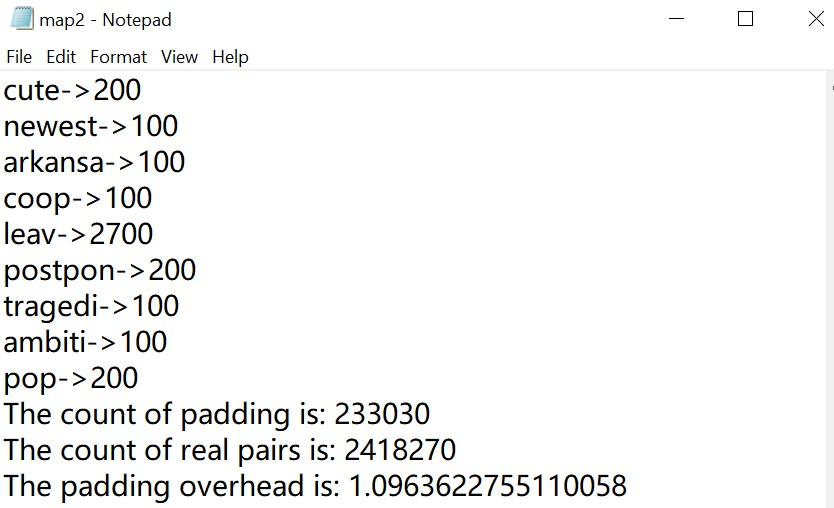 map2 - Notepad
File Edit Format View Help
cute->200
newest->100
arkansa->100
coop->100
leav->2700
postpon->200
tragedi->100
ambiti->100
pop->200
The count of padding is: 233030
The count of real pairs is: 2418270
The padding overhead is: 1.0963622755110058